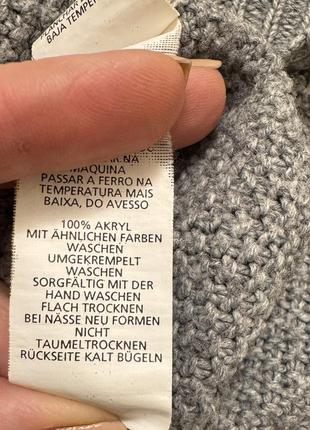 BAJA TEMPE
MAQUINA
PASSAR A FERRO NA
TEMPERATURA MAIS
BAIXA, DO AVESSO
100% AKRYL
MIT ÄHNLICHEN FARBEN
WASCHEN
UMGEKREMPELT
WASCHEN
SORGFÄLTIG MIT DER
HAND WASCHEN
FLACH TROCKNEN
BEI NÄSSE NEU FORMEN
NICHT
TAUMELTROCKNEN
RÜCKSEITE KALT BÜGELN